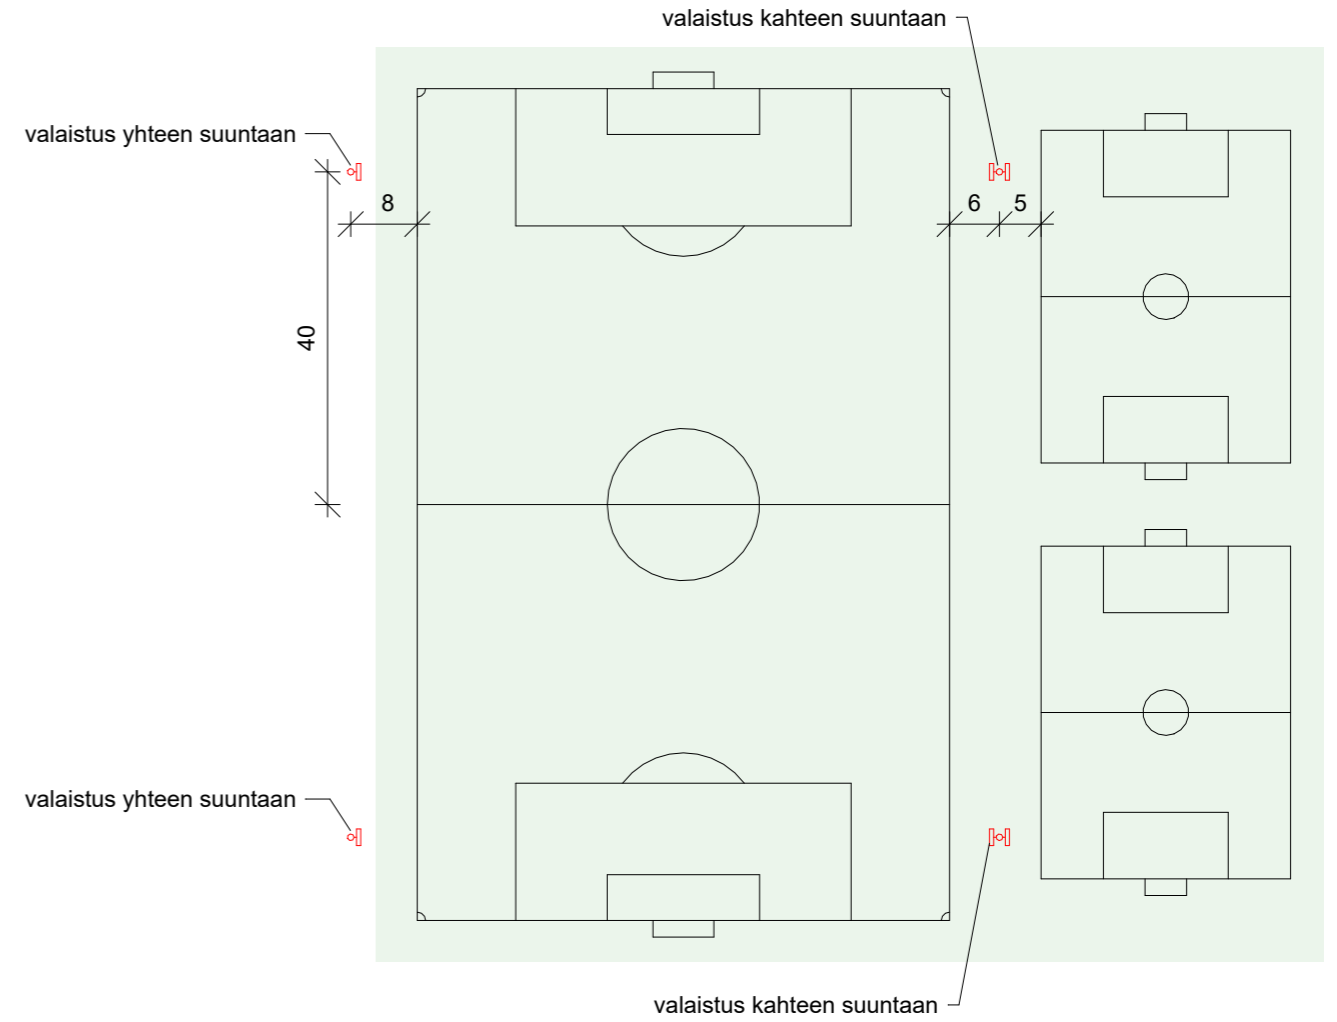 valaistus kahteen suuntaan
valaistus yhteen suuntaan
8
6
5
40
valaistus yhteen suuntaan
valaistus kahteen suuntaan